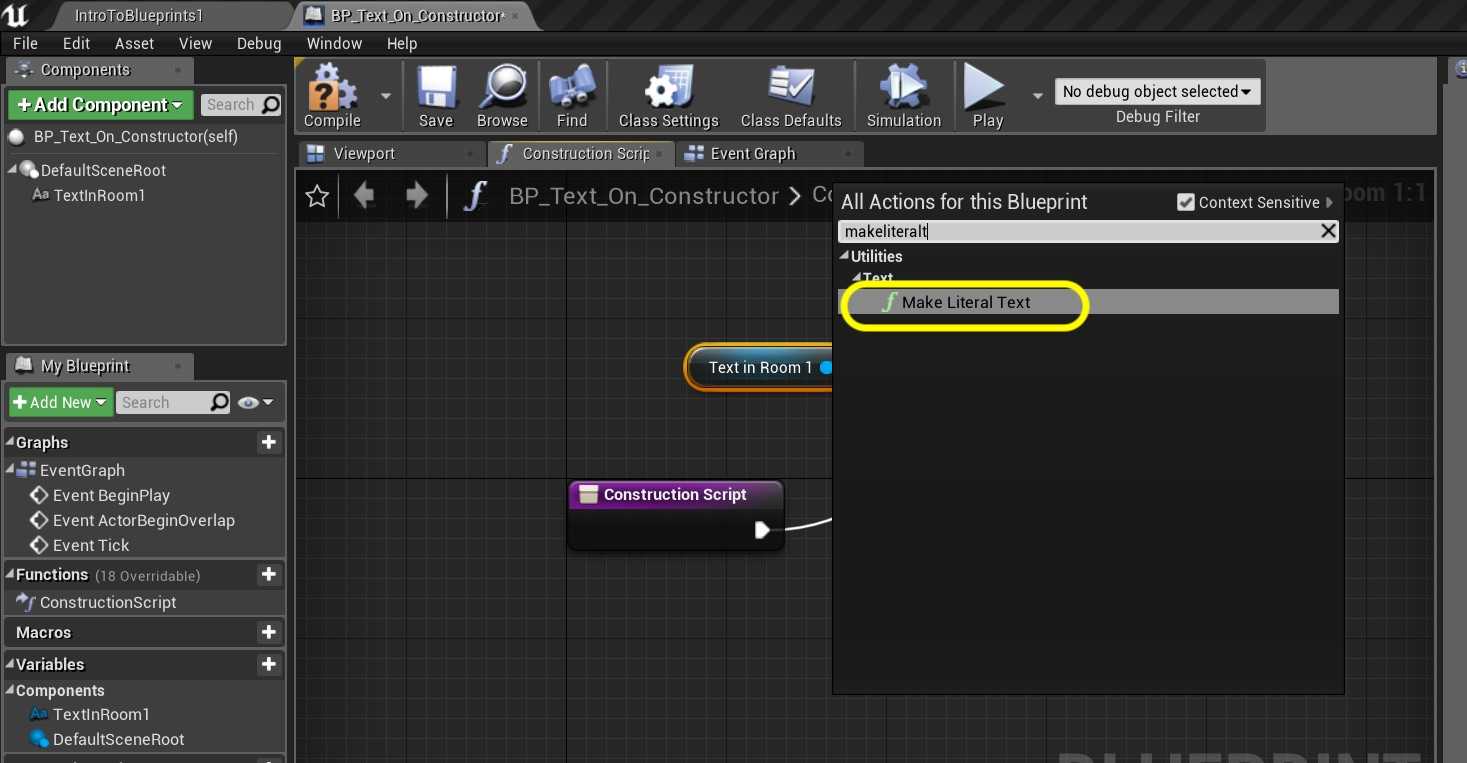 IntroToBlueprints1
BP_Text_On_Constructor*
File Edit Asset View Debug Window Help
Components
+Add Component
Search
Compile Save Browse Find Class Settings Class Defaults Simulation Play
No debug object selected
Debug Filter
BP_Text_On_Constructor(self)
DefaultSceneRoot
Aa TextInRoom1
Viewport
Construction Scrip
Event Graph
BP_Text_On_Constructor > Co
oom 1:1
All Actions for this Blueprint
Context Sensitive
makeliteralt
Utilities
Text
Make Literal Text
Text in Room 1
Construction Script
My Blueprint
+Add New
Search
Graphs
EventGraph
Event BeginPlay
Event ActorBeginOverlap
Event Tick
Functions (18 Overridable)
ConstructionScript
Macros
Variables
Components
Aa TextInRoom1
DefaultSceneRoot
BLUEPRINT